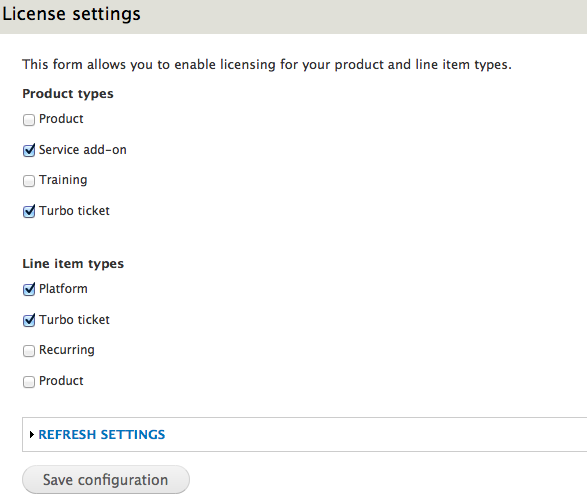 License settings
This form allows you to enable licensing for your product and line item types.
Product types
Product
Service add-on
Training
Turbo ticket
Line item types
Platform
Turbo ticket
Recurring
Product
REFRESH SETTINGS
Save configuration